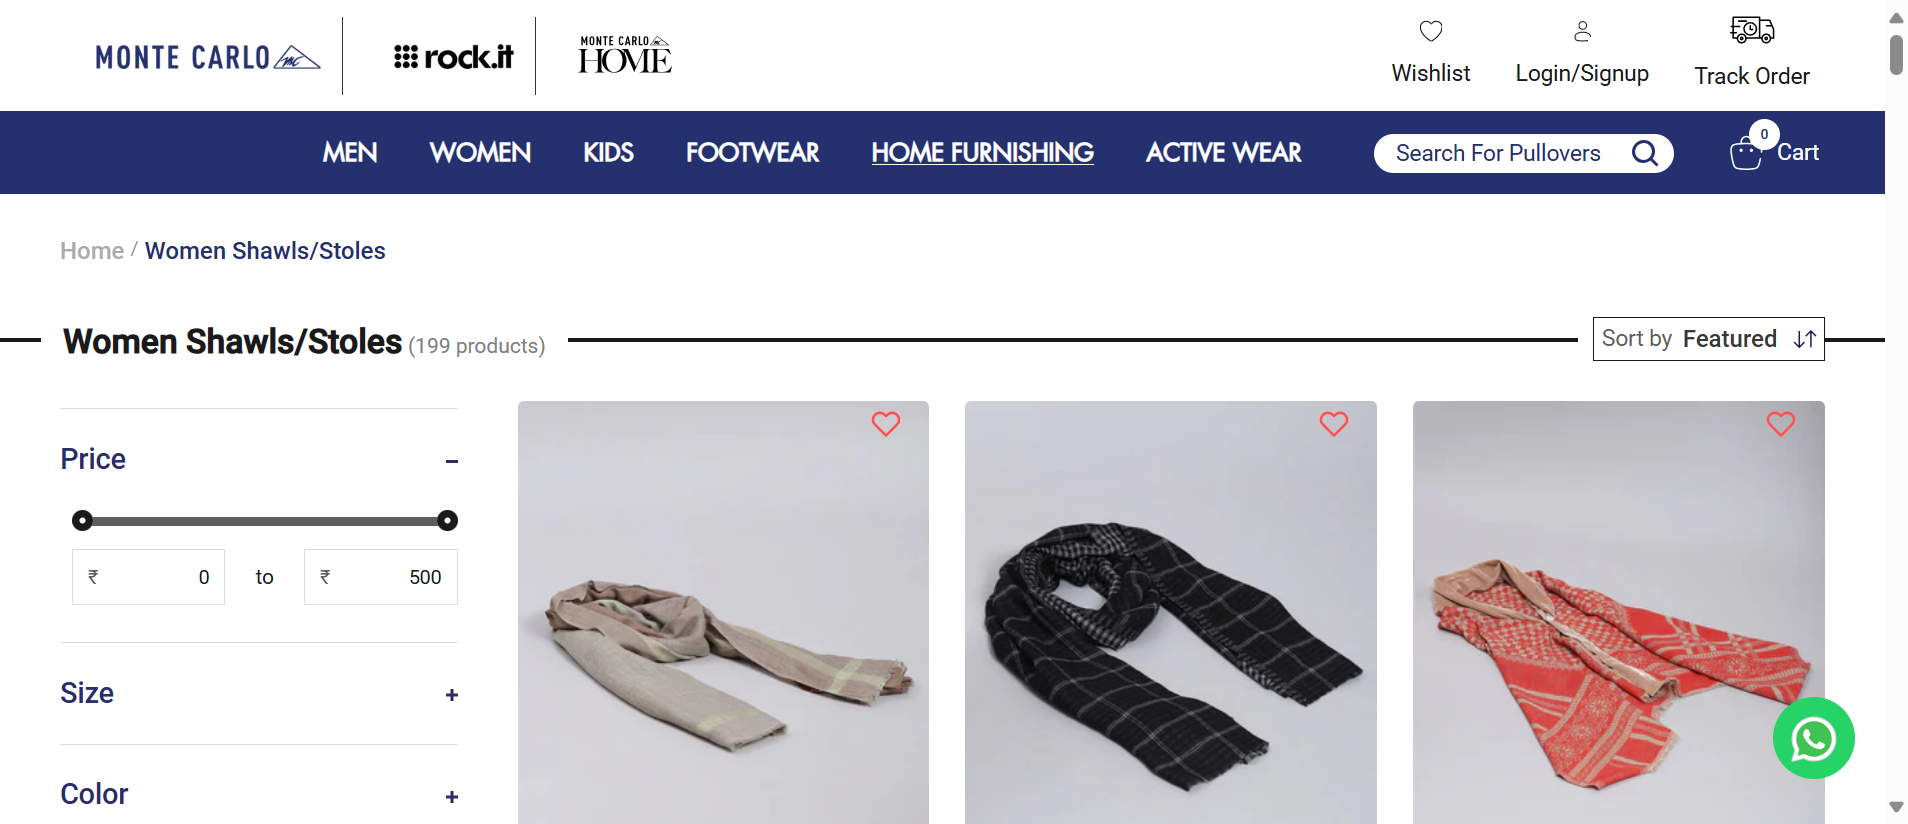 MONTE CARLO
rock.it
MONTE CARLO
HOME
Wishlist
Login/Signup
Track Order
MEN
WOMEN
KIDS
FOOTWEAR
HOME FURNISHING
ACTIVE WEAR
Search For Pullovers
0
Cart
Home / Women Shawls/Stoles
Women Shawls/Stoles (199 products)
Sort by Featured
Price
₹ 0 to ₹ 500
Size
Color